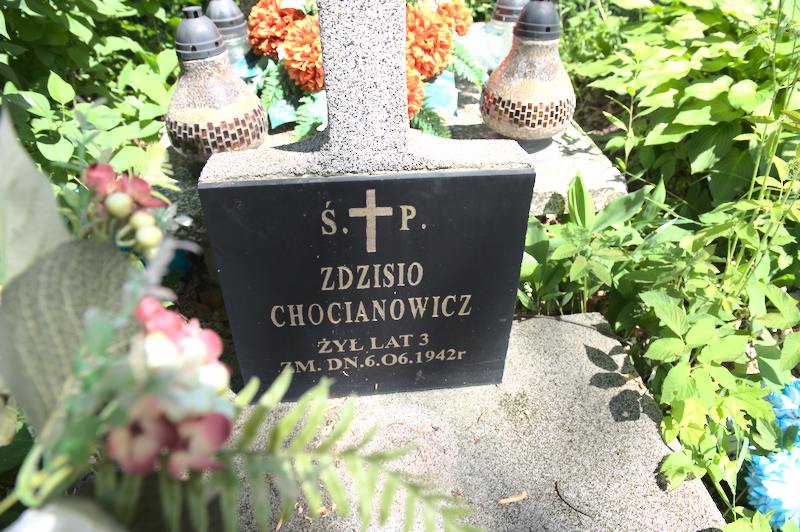 Ś. P.
ZDZISIO
CHOCIANOWICZ
ŻYŁ LAT 3
ZM. DN. 6.06.1942r